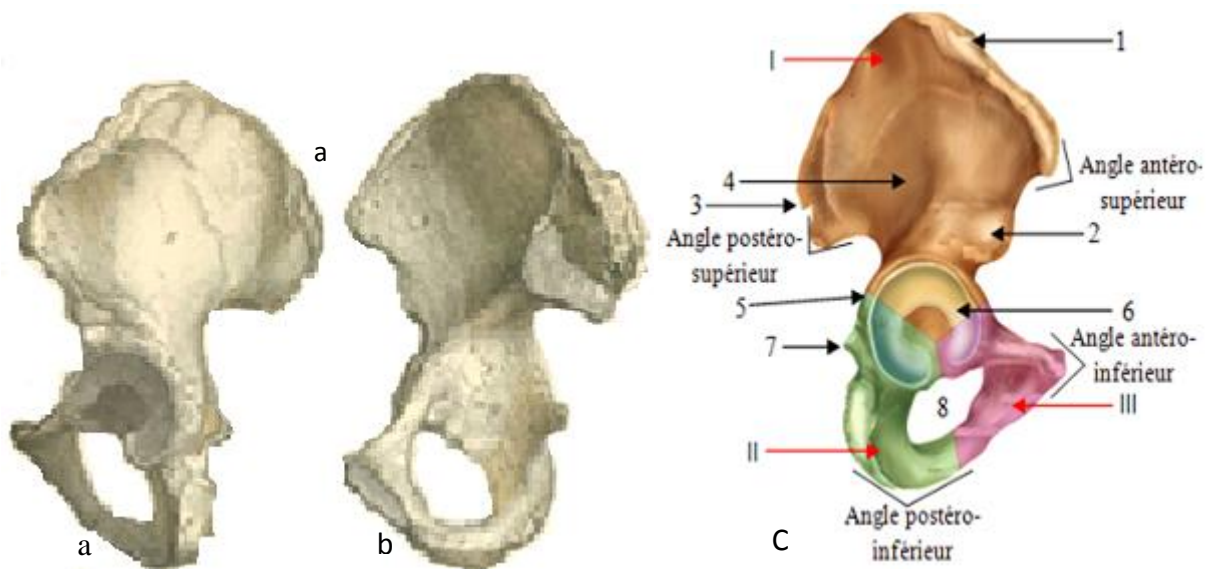 1
I
a
Angle antéro-
supérieur
4
3
2
Angle postéro-
supérieur
5
6
7
Angle antéro-
inférieur
8
III
II
Angle postéro-
inférieur
a
b
C